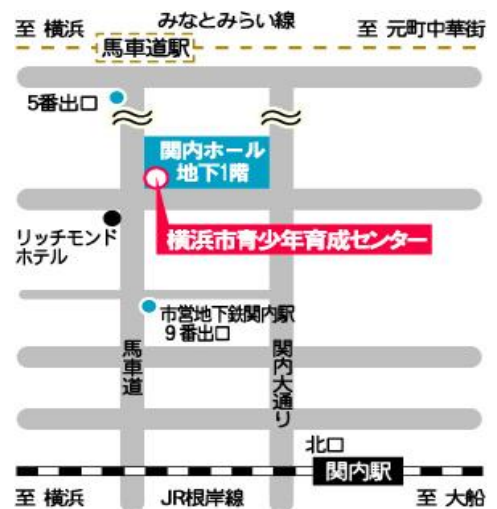 至 横浜
みなとみらい線
至 元町中華街
馬車道駅
5番出口
関内ホール
地下1階
リッチモンド
ホテル
横浜市青少年育成センター
市営地下鉄関内駅
9番出口
馬車道
関内大通り
北口
関内駅
至 横浜
JR根岸線
至 大船